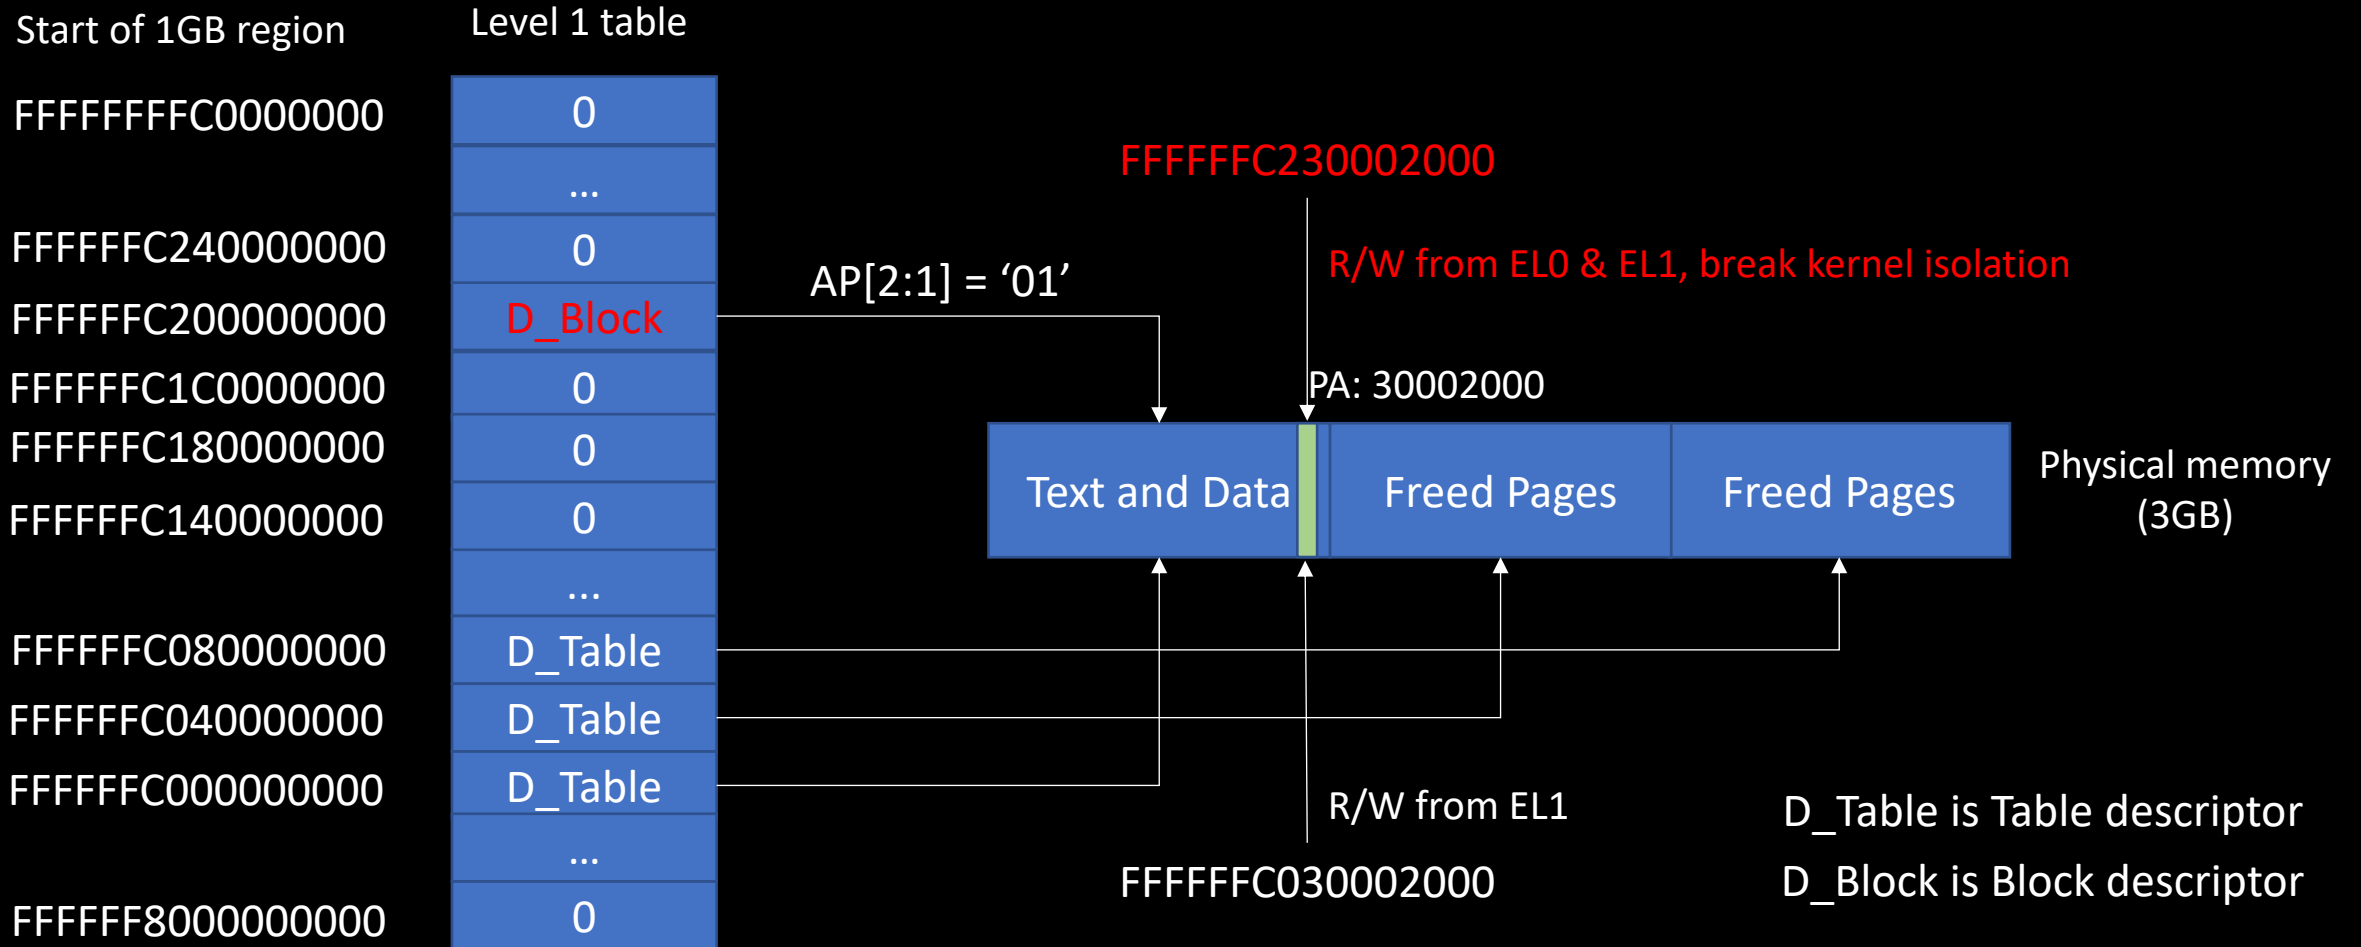 Start of 1GB region
Level 1 table
FFFFFFFFC0000000
0
...
FFFFFFC240000000
0
FFFFFFC200000000
D_Block
FFFFFFC1C0000000
0
FFFFFFC180000000
0
FFFFFFC140000000
0
...
FFFFFFC080000000
D_Table
FFFFFFC040000000
D_Table
FFFFFFC000000000
D_Table
...
FFFFFF8000000000
0
AP[2:1] = ‘01’
FFFFFFC230002000
R/W from EL0 & EL1, break kernel isolation
PA: 30002000
Text and Data
Freed Pages
Freed Pages
Physical memory
(3GB)
R/W from EL1
FFFFFFC030002000
D_Table is Table descriptor
D_Block is Block descriptor